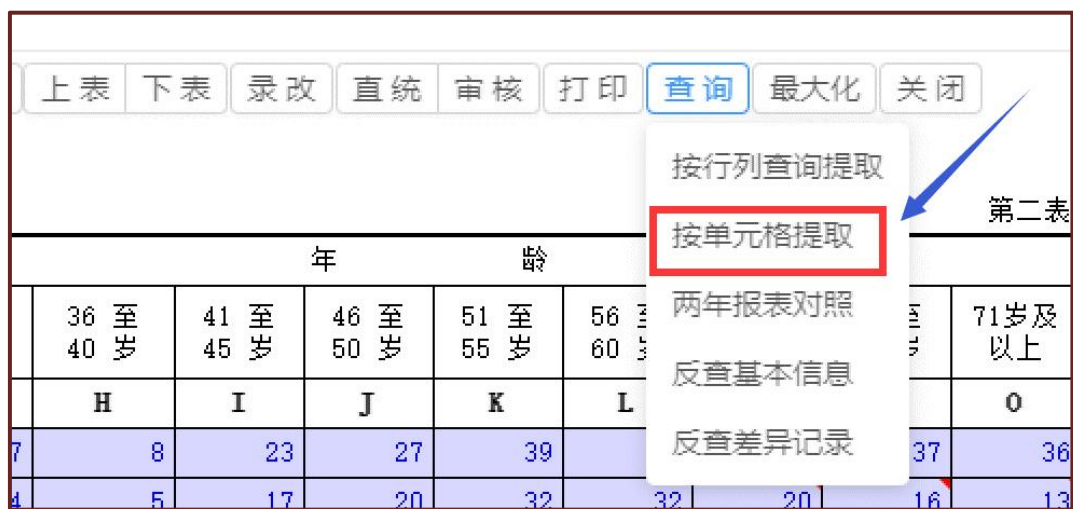 上表 下表 录改 直统 审核 打印 查询 最大化 关闭
按行列查询提取
第二表
按单元格提取
年 龄
两年报表对照
36 至 40 岁 41 至 45 岁 46 至 50 岁 51 至 55 岁 56 60 71岁及以上
反查基本信息
H I J K L O
反查差异记录
7 8 23 27 39 37 36
4 5 17 20 32 32 20 16 13